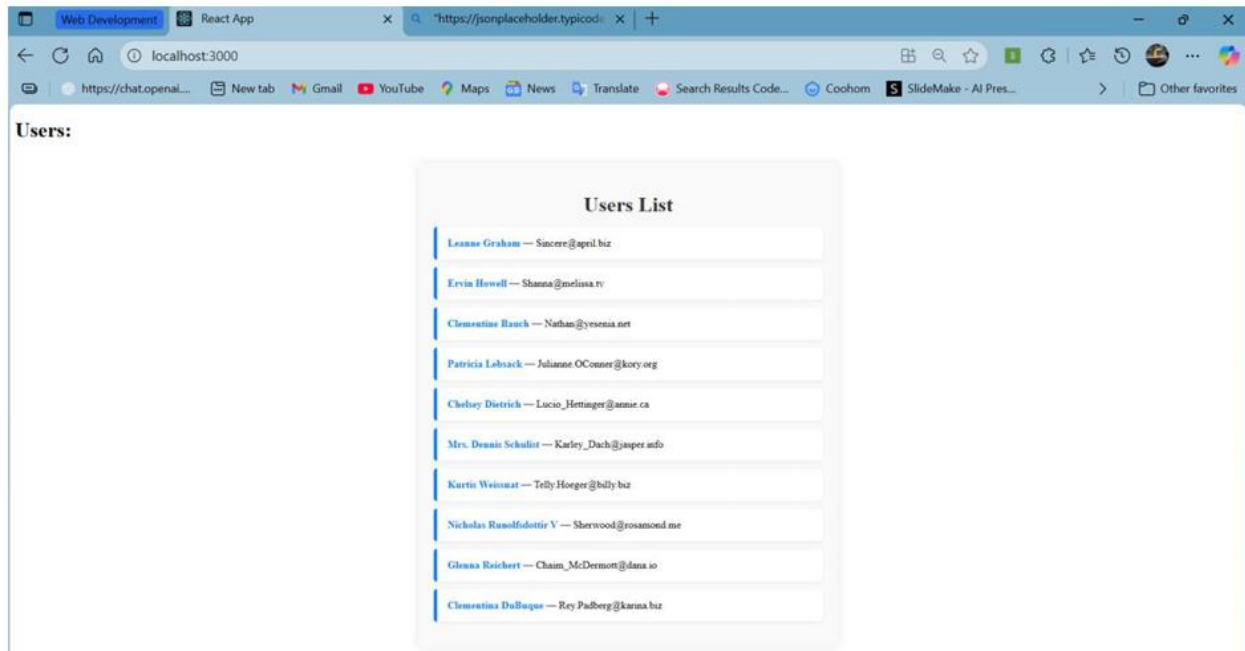 Web Development
React App
"https://jsonplaceholder.typicod
localhost:3000
https://chat.openai....
New tab
Gmail
YouTube
Maps
News
Translate
Search Results Code...
Coohom
SlideMake - AI Pres...
Other favorites
Users:
Users List
Leanne Graham — Sincere@april.biz
Ervin Howell — Shanna@melissa.tv
Clementine Bauch — Nathan@yesenia.net
Patricia Lebsack — Julianne.OConner@kory.org
Chelsey Dietrich — Lucio_Hettinger@annie.ca
Mrs. Dennis Schulist — Karley_Dach@jasper.info
Kurtis Weissnat — Telly.Hoeger@billy.biz
Nicholas Runolfsdottir V — Sherwood@rosamond.me
Glenna Reichert — Chaim_McDermott@dana.io
Clementina DuBuque — Rey.Padberg@karina.biz